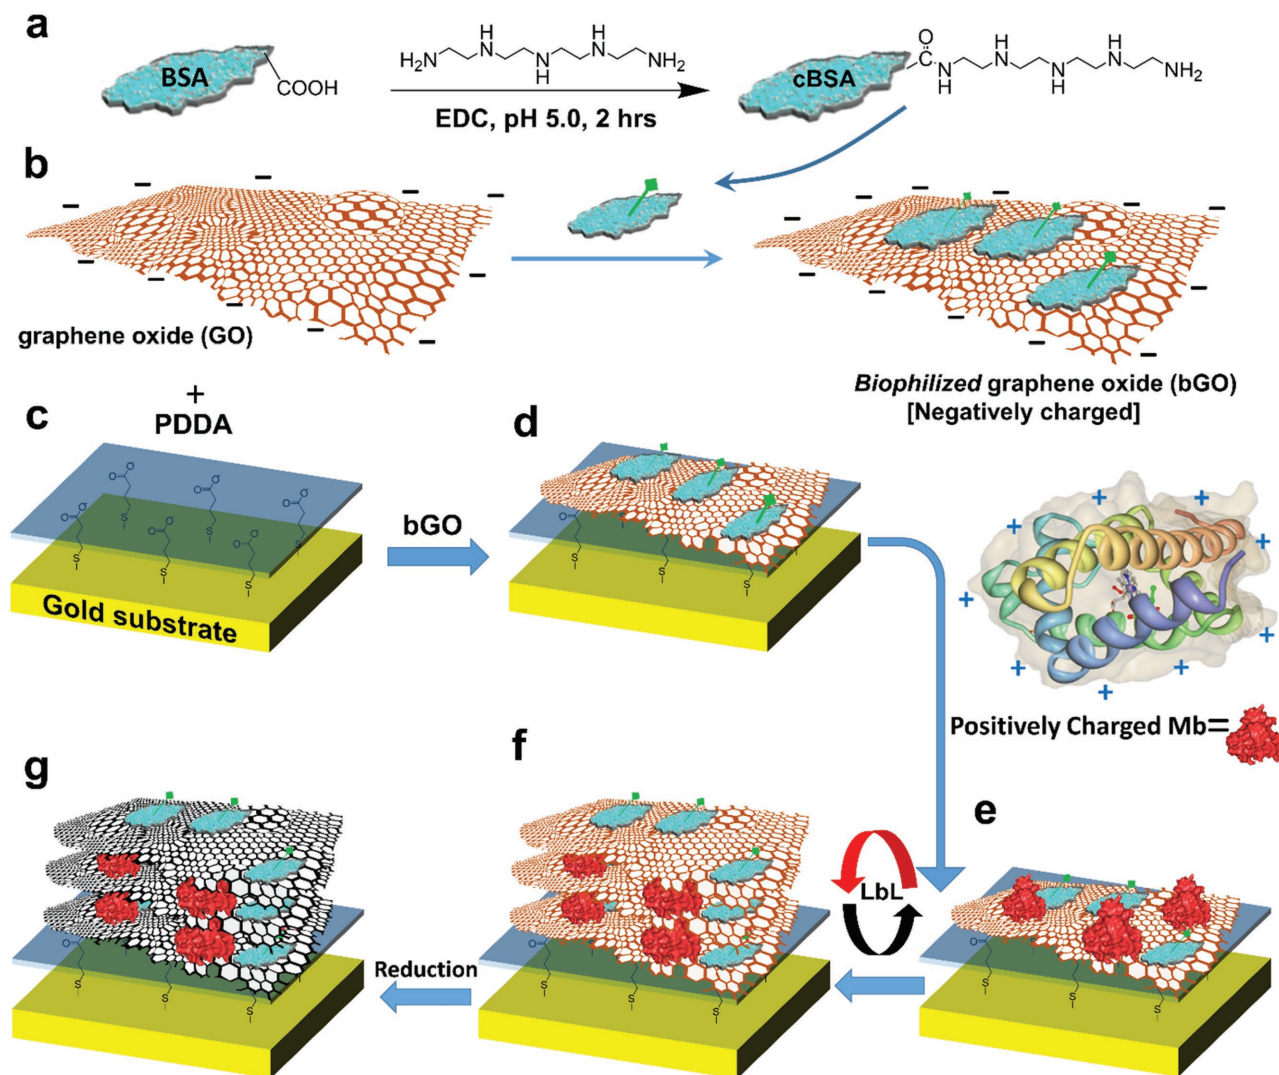 a
BSA
COOH
H₂N
H
N
N
H
H
N
NH₂
EDC, pH 5.0, 2 hrs
cBSA
O
C
N
H
H
N
N
H
H
N
NH₂
b
graphene oxide (GO)
Biophilized graphene oxide (bGO)
[Negatively charged]
+
PDDA
c
Gold substrate
bGO
d
Positively Charged Mb=
e
LbL
f
Reduction
g